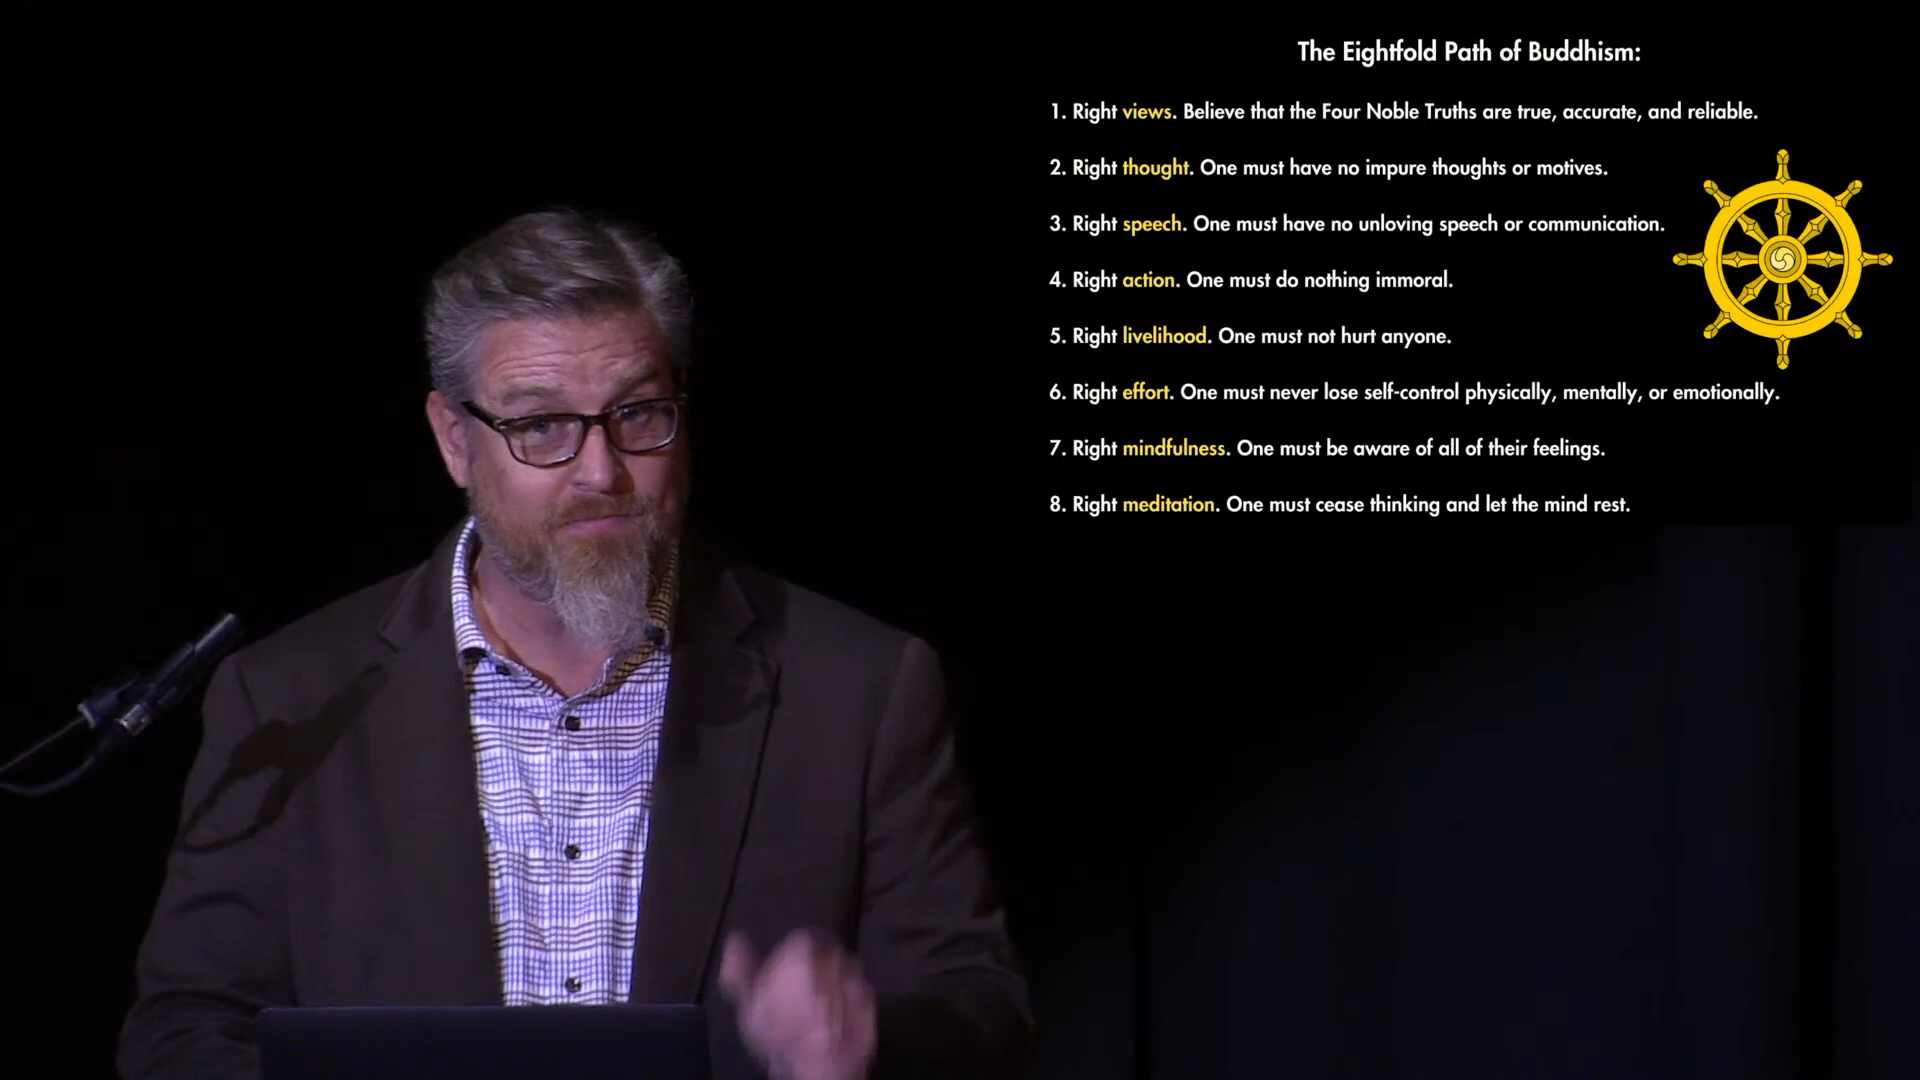 The Eightfold Path of Buddhism:
1. Right views. Believe that the Four Noble Truths are true, accurate, and reliable.
2. Right thought. One must have no impure thoughts or motives.
3. Right speech. One must have no unloving speech or communication.
4. Right action. One must do nothing immoral.
5. Right livelihood. One must not hurt anyone.
6. Right effort. One must never lose self-control physically, mentally, or emotionally.
7. Right mindfulness. One must be aware of all of their feelings.
8. Right meditation. One must cease thinking and let the mind rest.